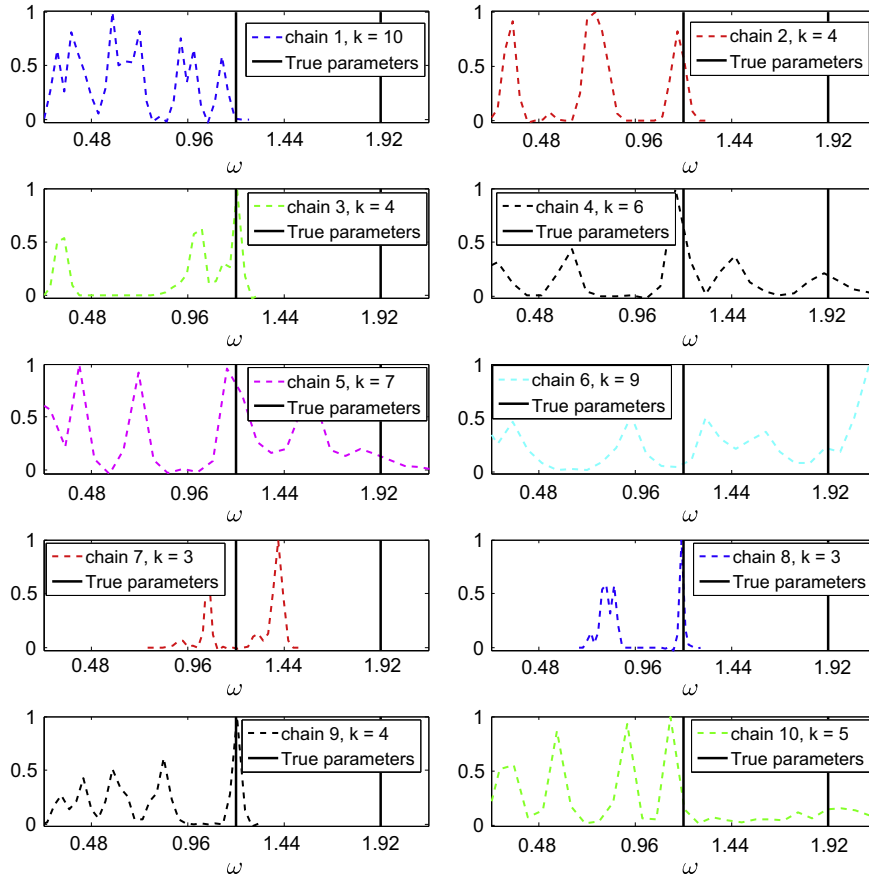 1
0.5
0
chain 1, k = 10
True parameters
0.48 0.96 1.44 1.92
ω
1
0.5
0
chain 2, k = 4
True parameters
0.48 0.96 1.44 1.92
ω
1
0.5
0
chain 3, k = 4
True parameters
0.48 0.96 1.44 1.92
ω
1
0.5
0
chain 4, k = 6
True parameters
0.48 0.96 1.44 1.92
ω
1
0.5
0
chain 5, k = 7
True parameters
0.48 0.96 1.44 1.92
ω
1
0.5
0
chain 6, k = 9
True parameters
0.48 0.96 1.44 1.92
ω
1
0.5
0
chain 7, k = 3
True parameters
0.48 0.96 1.44 1.92
ω
1
0.5
0
chain 8, k = 3
True parameters
0.48 0.96 1.44 1.92
ω
1
0.5
0
chain 9, k = 4
True parameters
0.48 0.96 1.44 1.92
ω
1
0.5
0
chain 10, k = 5
True parameters
0.48 0.96 1.44 1.92
ω